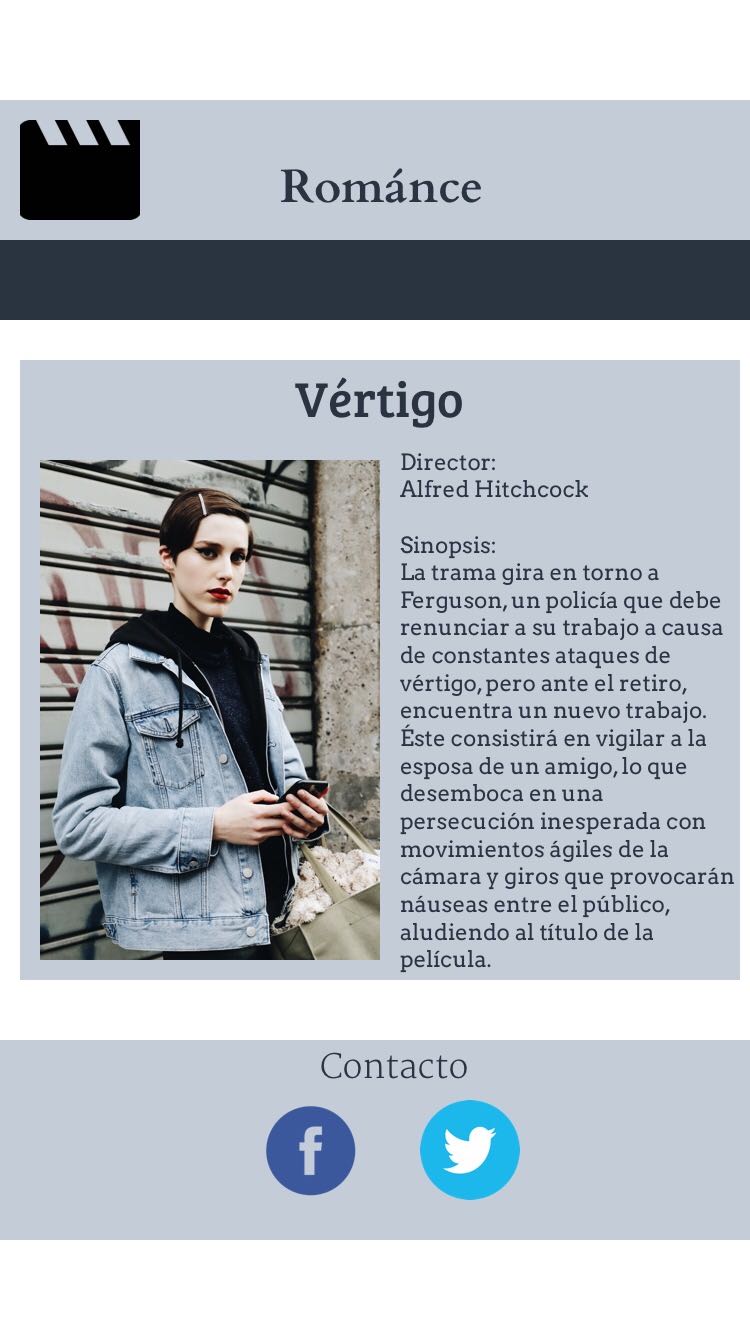 Románce
Vértigo
Director:
Alfred Hitchcock
Sinopsis:
La trama gira en torno a
Ferguson, un policía que debe
renunciar a su trabajo a causa
de constantes ataques de
vértigo, pero ante el retiro,
encuentra un nuevo trabajo.
Éste consistirá en vigilar a la
esposa de un amigo, lo que
desemboca en una
persecución inesperada con
movimientos ágiles de la
cámara y giros que provocarán
náuseas entre el público,
aludiendo al título de la
película.
Contacto
f